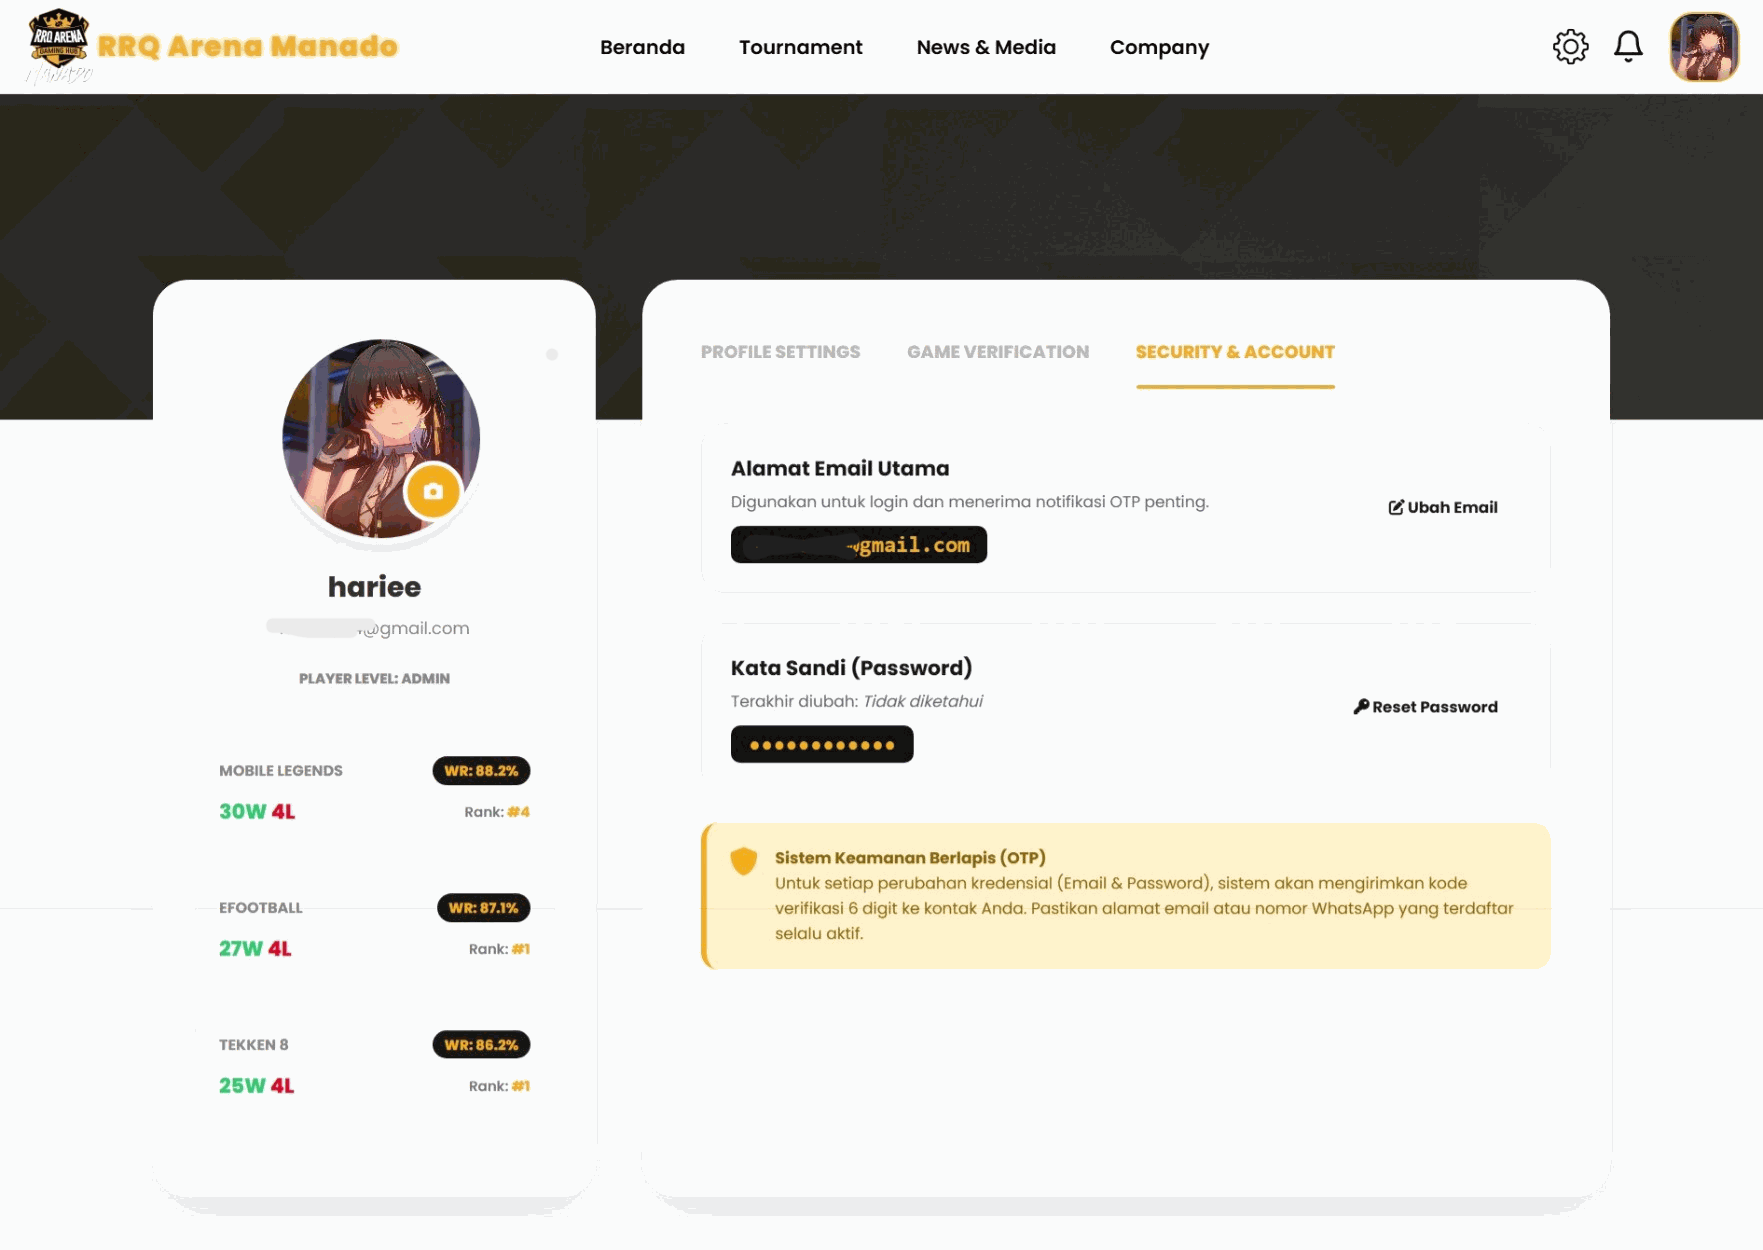 RRQ ARENA
GAMING HUB
MANADO
RRQ Arena Manado
Beranda
Tournament
News & Media
Company
hariee
@gmail.com
PLAYER LEVEL: ADMIN
MOBILE LEGENDS
WR: 88.2%
30W 4L
Rank: #4
EFOOTBALL
WR: 87.1%
27W 4L
Rank: #1
TEKKEN 8
WR: 86.2%
25W 4L
Rank: #1
PROFILE SETTINGS
GAME VERIFICATION
SECURITY & ACCOUNT
Alamat Email Utama
Digunakan untuk login dan menerima notifikasi OTP penting.
gmail.com
Ubah Email
Kata Sandi (Password)
Terakhir diubah: Tidak diketahui
••••••••••••
Reset Password
Sistem Keamanan Berlapis (OTP)
Untuk setiap perubahan kredensial (Email & Password), sistem akan mengirimkan kode
verifikasi 6 digit ke kontak Anda. Pastikan alamat email atau nomor WhatsApp yang terdaftar
selalu aktif.